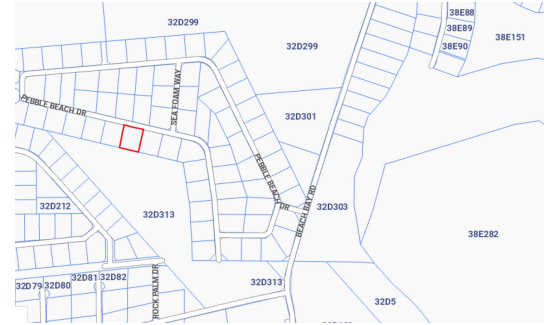 38E88
38E89
38E90
38E151
32D299
32D299
32D301
PEBBLE BEACH DR
SEA FOAM WAY
PEBBLE BEACH DR
BEACH BAY RD
32D303
32D212
32D313
38E282
32D79
32D80
32D81
32D82
ROCK PALM DR
32D313
32D5